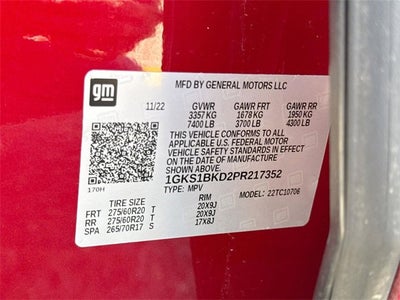 gm
MFD BY GENERAL MOTORS LLC
11/22 GVWR GAWR FRT GAWR RR
3357 KG 1678 KG 1950 KG
7400 LB 3700 LB 4300 LB
THIS VEHICLE CONFORMS TO ALL
APPLICABLE U.S. FEDERAL MOTOR
VEHICLE SAFETY STANDARDS IN EFFECT
ON THE DATE OF MANUFACTURE SHOWN ABOVE.
1GKS1BKD2PR217352
170H TYPE: MPV 22TC10706
TIRE SIZE RIM
FRT 275/60R20 T 20X9J
RR 275/60R20 T 20X9J
SPA 265/70R17 S 17X8J